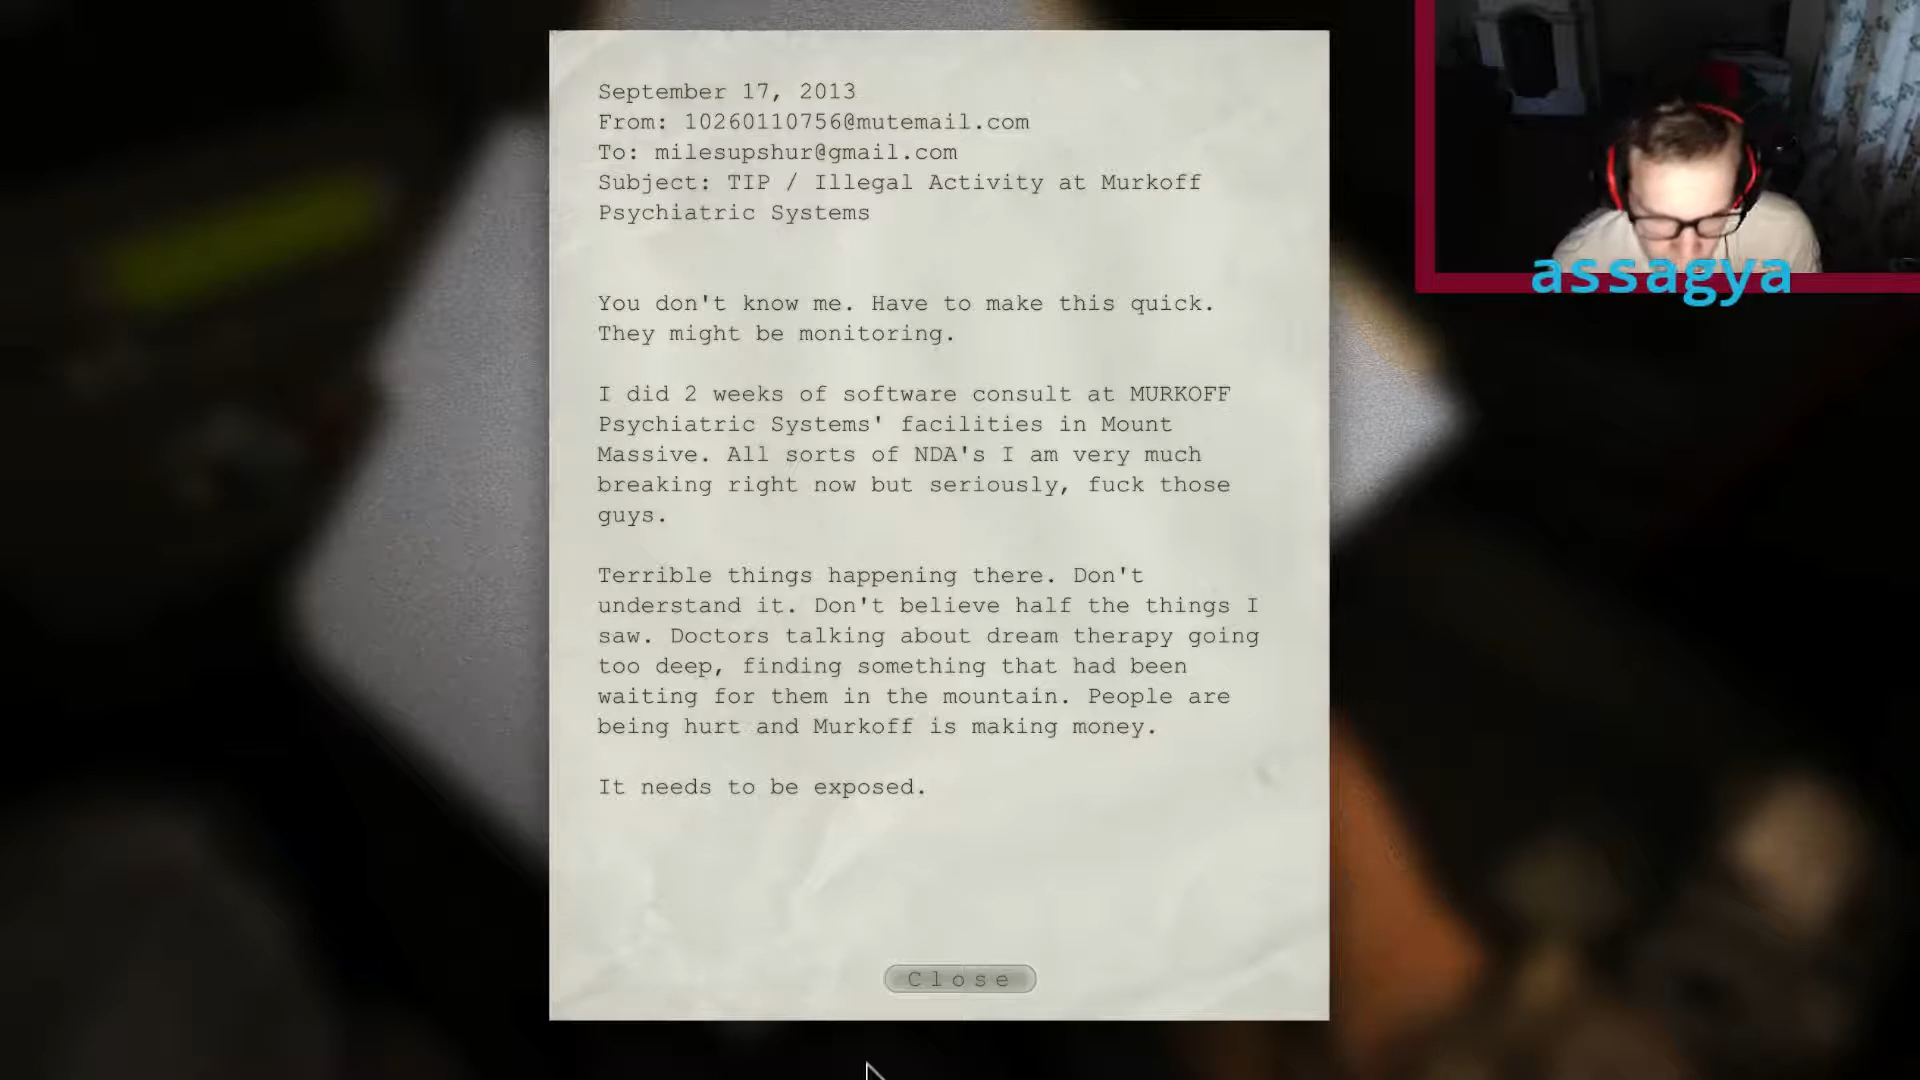 September 17, 2013
From: 10260110756@mutemail.com
To: milesupshur@gmail.com
Subject: TIP / Illegal Activity at Murkoff
Psychiatric Systems
You don't know me. Have to make this quick.
They might be monitoring.
I did 2 weeks of software consult at MURKOFF
Psychiatric Systems' facilities in Mount
Massive. All sorts of NDA's I am very much
breaking right now but seriously, fuck those
guys.
Terrible things happening there. Don't
understand it. Don't believe half the things I
saw. Doctors talking about dream therapy going
too deep, finding something that had been
waiting for them in the mountain. People are
being hurt and Murkoff is making money.
It needs to be exposed.
Close
assagya